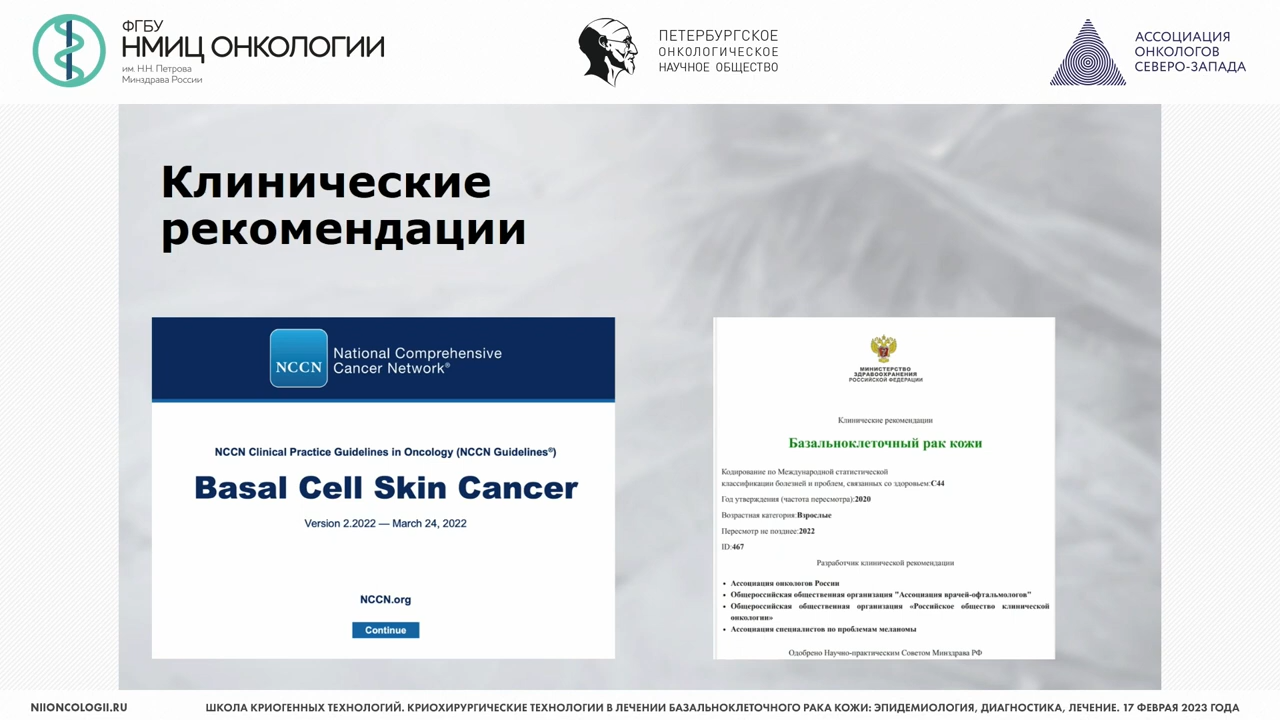 ФГБУ
НМИЦ ОНКОЛОГИИ
им. Н.Н. Петрова
Минздрава России
ПЕТЕРБУРГСКОЕ
ОНКОЛОГИЧЕСКОЕ
НАУЧНОЕ ОБЩЕСТВО
АССОЦИАЦИЯ
ОНКОЛОГОВ
СЕВЕРО-ЗАПАДА
Клинические
рекомендации
NCCN
National Comprehensive
Cancer Network®
NCCN Clinical Practice Guidelines in Oncology (NCCN Guidelines®)
Basal Cell Skin Cancer
Version 2.2022 — March 24, 2022
NCCN.org
Continue
МИНИСТЕРСТВО
ЗДРАВООХРАНЕНИЯ
РОССИЙСКОЙ ФЕДЕРАЦИИ
Клинические рекомендации
Базальноклеточный рак кожи
Кодирование по Международной статистической
классификации болезней и проблем, связанных со здоровьем:C44
Год утверждения (частота пересмотра):2020
Возрастная категория:Взрослые
Пересмотр не позднее:2022
ID:467
Разработчик клинической рекомендации
• Ассоциация онкологов России
• Общероссийская общественная организация "Ассоциация врачей-офтальмологов"
• Общероссийская общественная организация «Российское общество клинической
онкологии»
• Ассоциация специалистов по проблемам меланомы
Одобрено Научно-практическим Советом Минздрава РФ
NIIONCOLOGII.RU
ШКОЛА КРИОГЕННЫХ ТЕХНОЛОГИЙ. КРИОХИРУРГИЧЕСКИЕ ТЕХНОЛОГИИ В ЛЕЧЕНИИ БАЗАЛЬНОКЛЕТОЧНОГО РАКА КОЖИ: ЭПИДЕМИОЛОГИЯ, ДИАГНОСТИКА, ЛЕЧЕНИЕ. 17 ФЕВРАЯ 2023 ГОДА